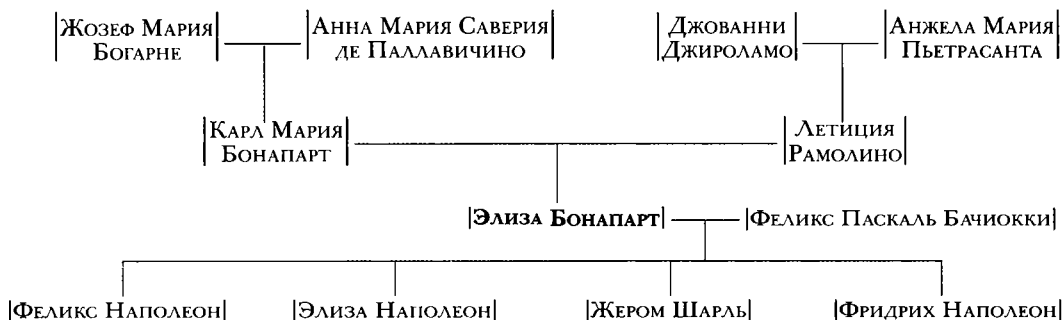 Жозеф Мария
Богарне
Анна Мария Саверия
де Паллавичино
Джованни
Джироламо
Анжела Мария
Пьетрасанта
Карл Мария
Бонапарт
Летиция
Рамолино
Элиза Бонапарт
Феликс Паскаль Бачиокки
Феликс Наполеон
Элиза Наполеон
Жером Шарль
Фридрих Наполеон